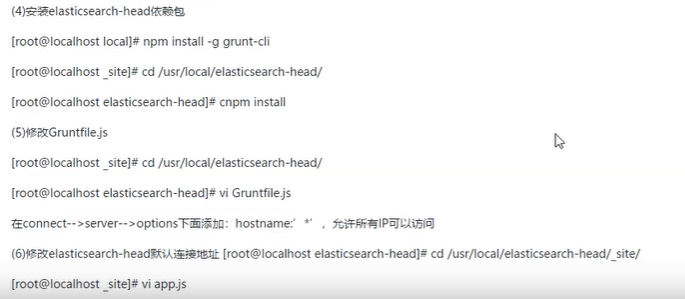 (4)安装elasticsearch-head依赖包
[root@localhost local]# npm install -g grunt-cli
[root@localhost _site]# cd /usr/local/elasticsearch-head/
[root@localhost elasticsearch-head]# cnpm install
(5)修改Gruntfile.js
[root@localhost _site]# cd /usr/local/elasticsearch-head/
[root@localhost elasticsearch-head]# vi Gruntfile.js
在connect-->server-->options下面添加：hostname:’ *’ ，允许所有IP可以访问
(6)修改elasticsearch-head默认连接地址 [root@localhost elasticsearch-head]# cd /usr/local/elasticsearch-head/_site/
[root@localhost _site]# vi app.js